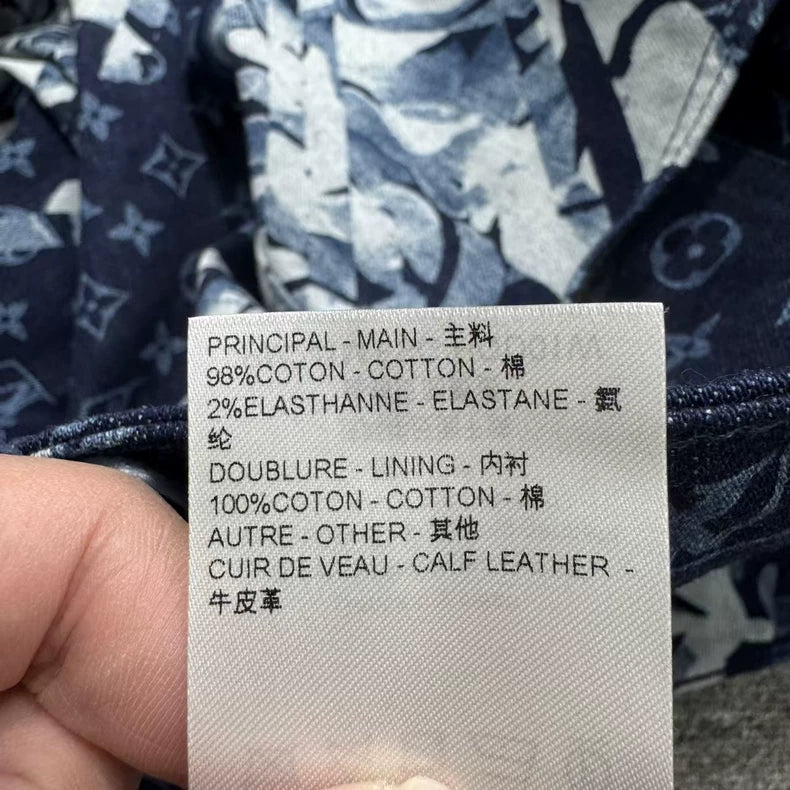 PRINCIPAL - MAIN - 主料
98%COTON - COTTON - 棉
2%ELASTHANNE - ELASTANE - 氨
纶
DOUBLURE - LINING - 内衬
100%COTON - COTTON - 棉
AUTRE - OTHER - 其他
CUIR DE VEAU - CALF LEATHER -
牛皮革